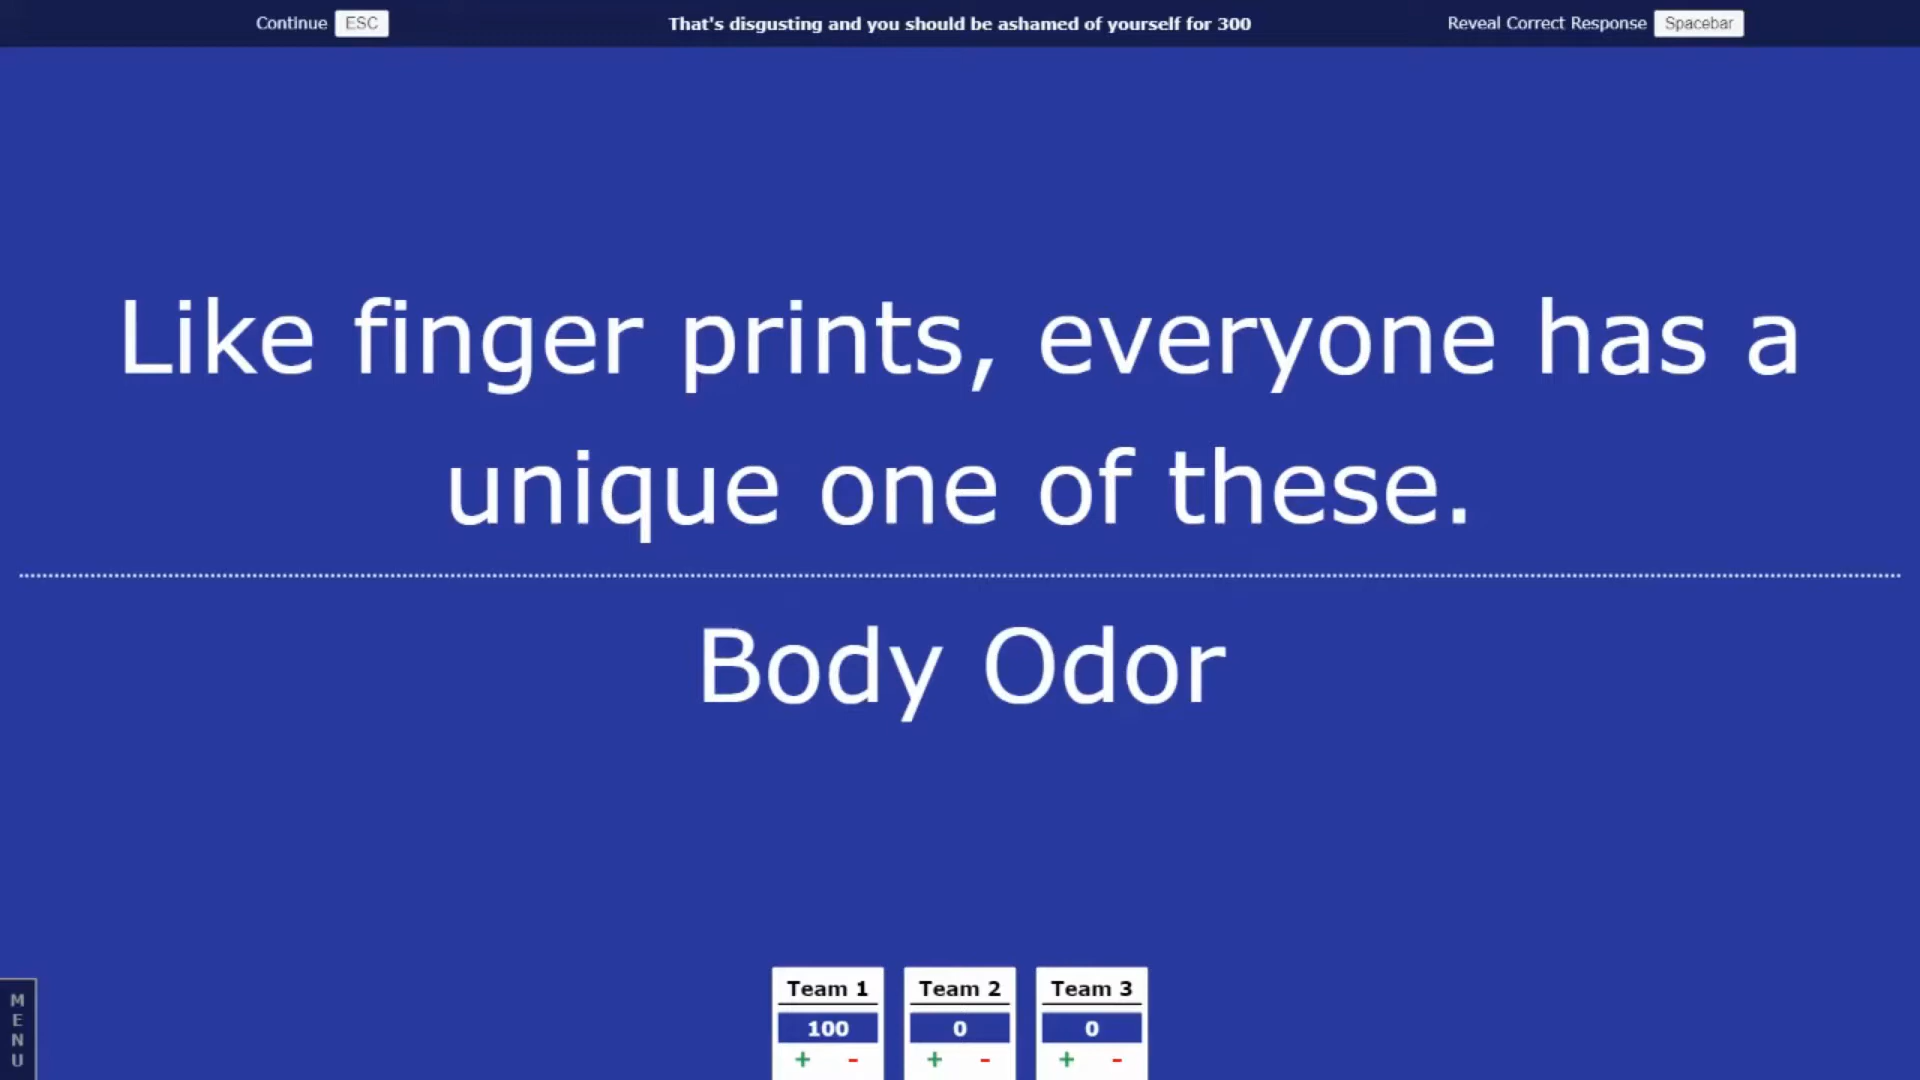 Continue ESC That's disgusting and you should be ashamed of yourself for 300 Reveal Correct Response Spacebar
Like finger prints, everyone has a
unique one of these.
Body Odor
MENU
Team 1 Team 2 Team 3
100 0 0
+ - + - + -